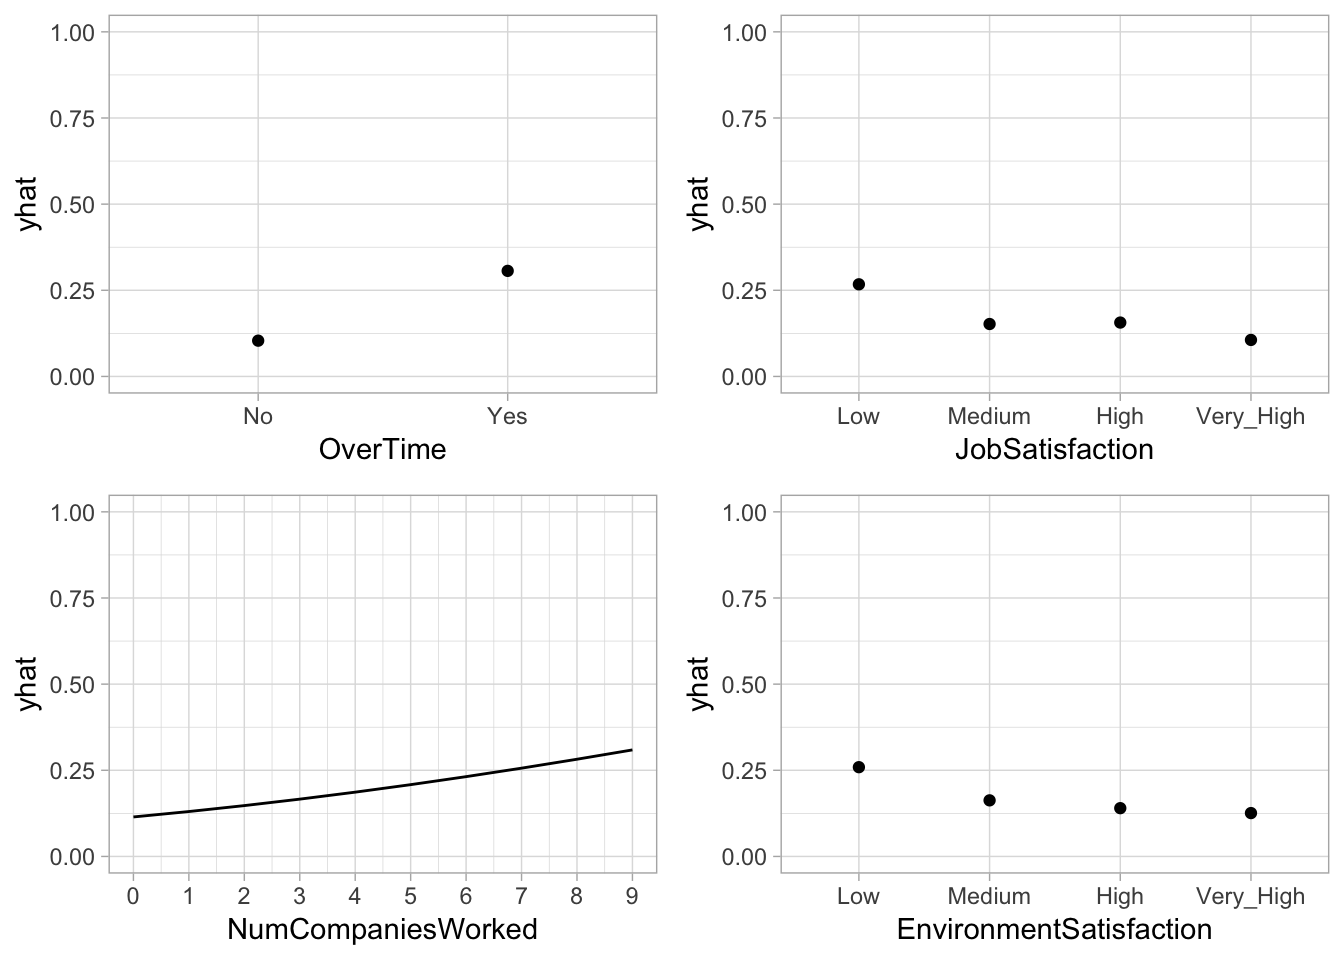 1.00
0.75
0.50
0.25
0.00
yhat
No Yes
OverTime
1.00
0.75
0.50
0.25
0.00
yhat
Low Medium High Very_High
JobSatisfaction
1.00
0.75
0.50
0.25
0.00
yhat
0 1 2 3 4 5 6 7 8 9
NumCompaniesWorked
1.00
0.75
0.50
0.25
0.00
yhat
Low Medium High Very_High
EnvironmentSatisfaction